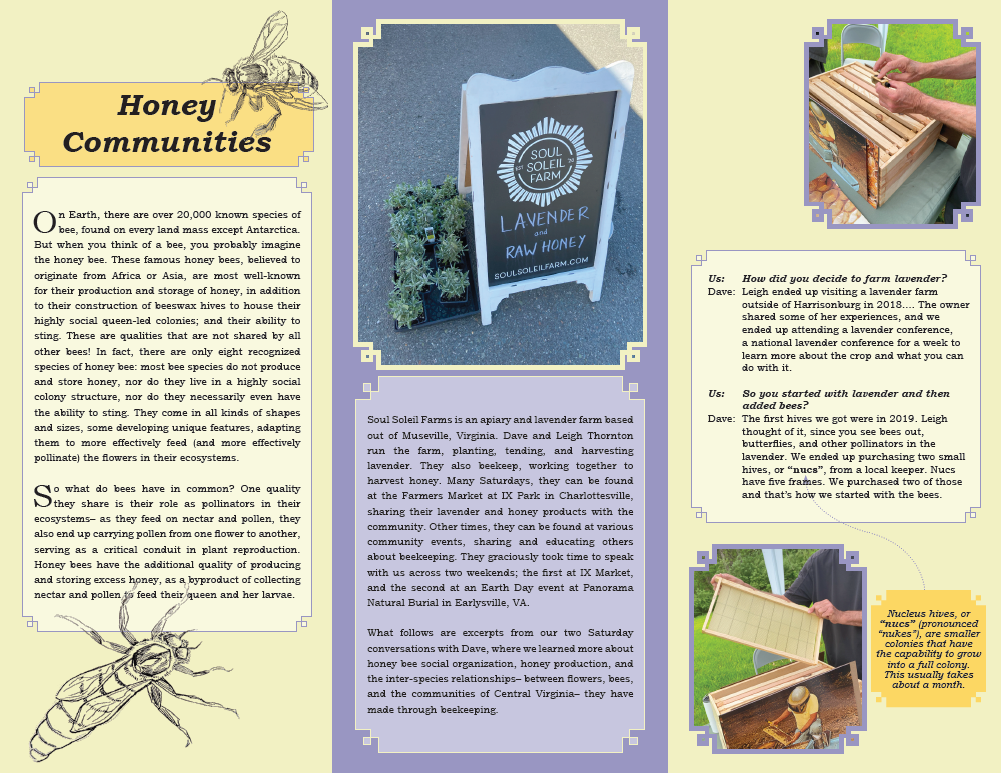 Honey
Communities
On Earth, there are over 20,000 known species of
bee, found on every land mass except Antarctica.
But when you think of a bee, you probably imagine
the honey bee. These famous honey bees, believed to
originate from Africa or Asia, are most well-known
for their production and storage of honey, in addition
to their construction of beeswax hives to house their
highly social queen-led colonies; and their ability to
sting. These are qualities that are not shared by all
other bees! In fact, there are only eight recognized
species of honey bee: most bee species do not produce
and store honey, nor do they live in a highly social
colony structure, nor do they necessarily even have
the ability to sting. They come in all kinds of shapes
and sizes, some developing unique features, adapting
them to more effectively feed (and more effectively
pollinate) the flowers in their ecosystems.
So what do bees have in common? One quality
they share is their role as pollinators in their
ecosystems– as they feed on nectar and pollen, they
also end up carrying pollen from one flower to another,
serving as a critical conduit in plant reproduction.
Honey bees have the additional quality of producing
and storing excess honey, as a byproduct of collecting
nectar and pollen to feed their queen and her larvae.
SOUL
EST SOLEIL 20
FARM
LAVENDER
and
RAW HONEY
SOULSOLEILFARM.COM
Soul Soleil Farms is an apiary and lavender farm based
out of Museville, Virginia. Dave and Leigh Thornton
run the farm, planting, tending, and harvesting
lavender. They also beekeep, working together to
harvest honey. Many Saturdays, they can be found
at the Farmers Market at IX Park in Charlottesville,
sharing their lavender and honey products with the
community. Other times, they can be found at various
community events, sharing and educating others
about beekeeping. They graciously took time to speak
with us across two weekends; the first at IX Market,
and the second at an Earth Day event at Panorama
Natural Burial in Earlysville, VA.
What follows are excerpts from our two Saturday
conversations with Dave, where we learned more about
honey bee social organization, honey production, and
the inter-species relationships– between flowers, bees,
and the communities of Central Virginia– they have
made through beekeeping.
Us: How did you decide to farm lavender?
Dave: Leigh ended up visiting a lavender farm
outside of Harrisonburg in 2018.... The owner
shared some of her experiences, and we
ended up attending a lavender conference,
a national lavender conference for a week to
learn more about the crop and what you can
do with it.
Us: So you started with lavender and then
added bees?
Dave: The first hives we got were in 2019. Leigh
thought of it, since you see bees out,
butterflies, and other pollinators in the
lavender. We ended up purchasing two small
hives, or “nucs”, from a local keeper. Nucs
have five frames. We purchased two of those
and that’s how we started with the bees.
Nucleus hives, or
“nucs” (pronounced
“nukes”), are smaller
colonies that have
the capability to grow
into a full colony.
This usually takes
about a month.